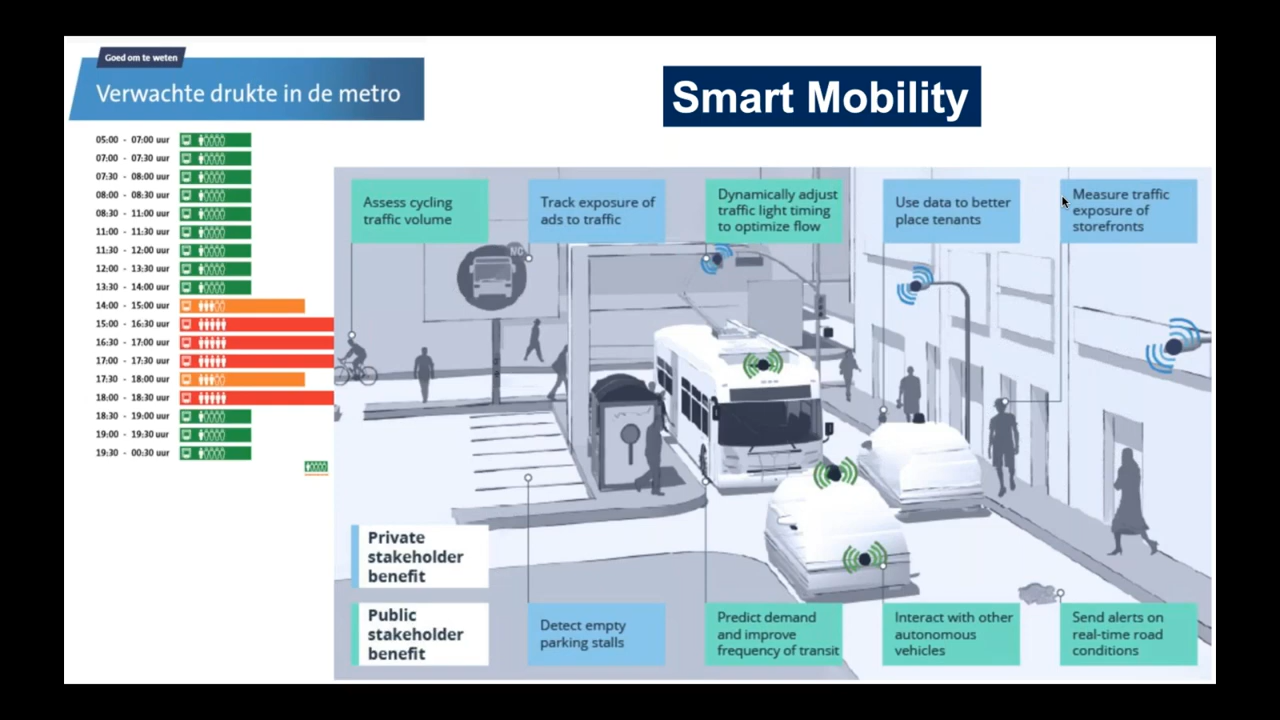 Goed om te weten
Verwachte drukte in de metro
05:00 - 07:00 uur
07:00 - 07:30 uur
07:30 - 08:00 uur
08:00 - 08:30 uur
08:30 - 11:00 uur
11:00 - 11:30 uur
11:30 - 12:00 uur
12:00 - 13:30 uur
13:30 - 14:00 uur
14:00 - 15:00 uur
15:00 - 16:30 uur
16:30 - 17:00 uur
17:00 - 17:30 uur
17:30 - 18:00 uur
18:00 - 18:30 uur
18:30 - 19:00 uur
19:00 - 19:30 uur
19:30 - 00:30 uur
Smart Mobility
Assess cycling
traffic volume
Track exposure of
ads to traffic
Dynamically adjust
traffic light timing
to optimize flow
Use data to better
place tenants
Measure traffic
exposure of
storefronts
Private
stakeholder
benefit
Public
stakeholder
benefit
Detect empty
parking stalls
Predict demand
and improve
frequency of transit
Interact with other
autonomous
vehicles
Send alerts on
real-time road
conditions